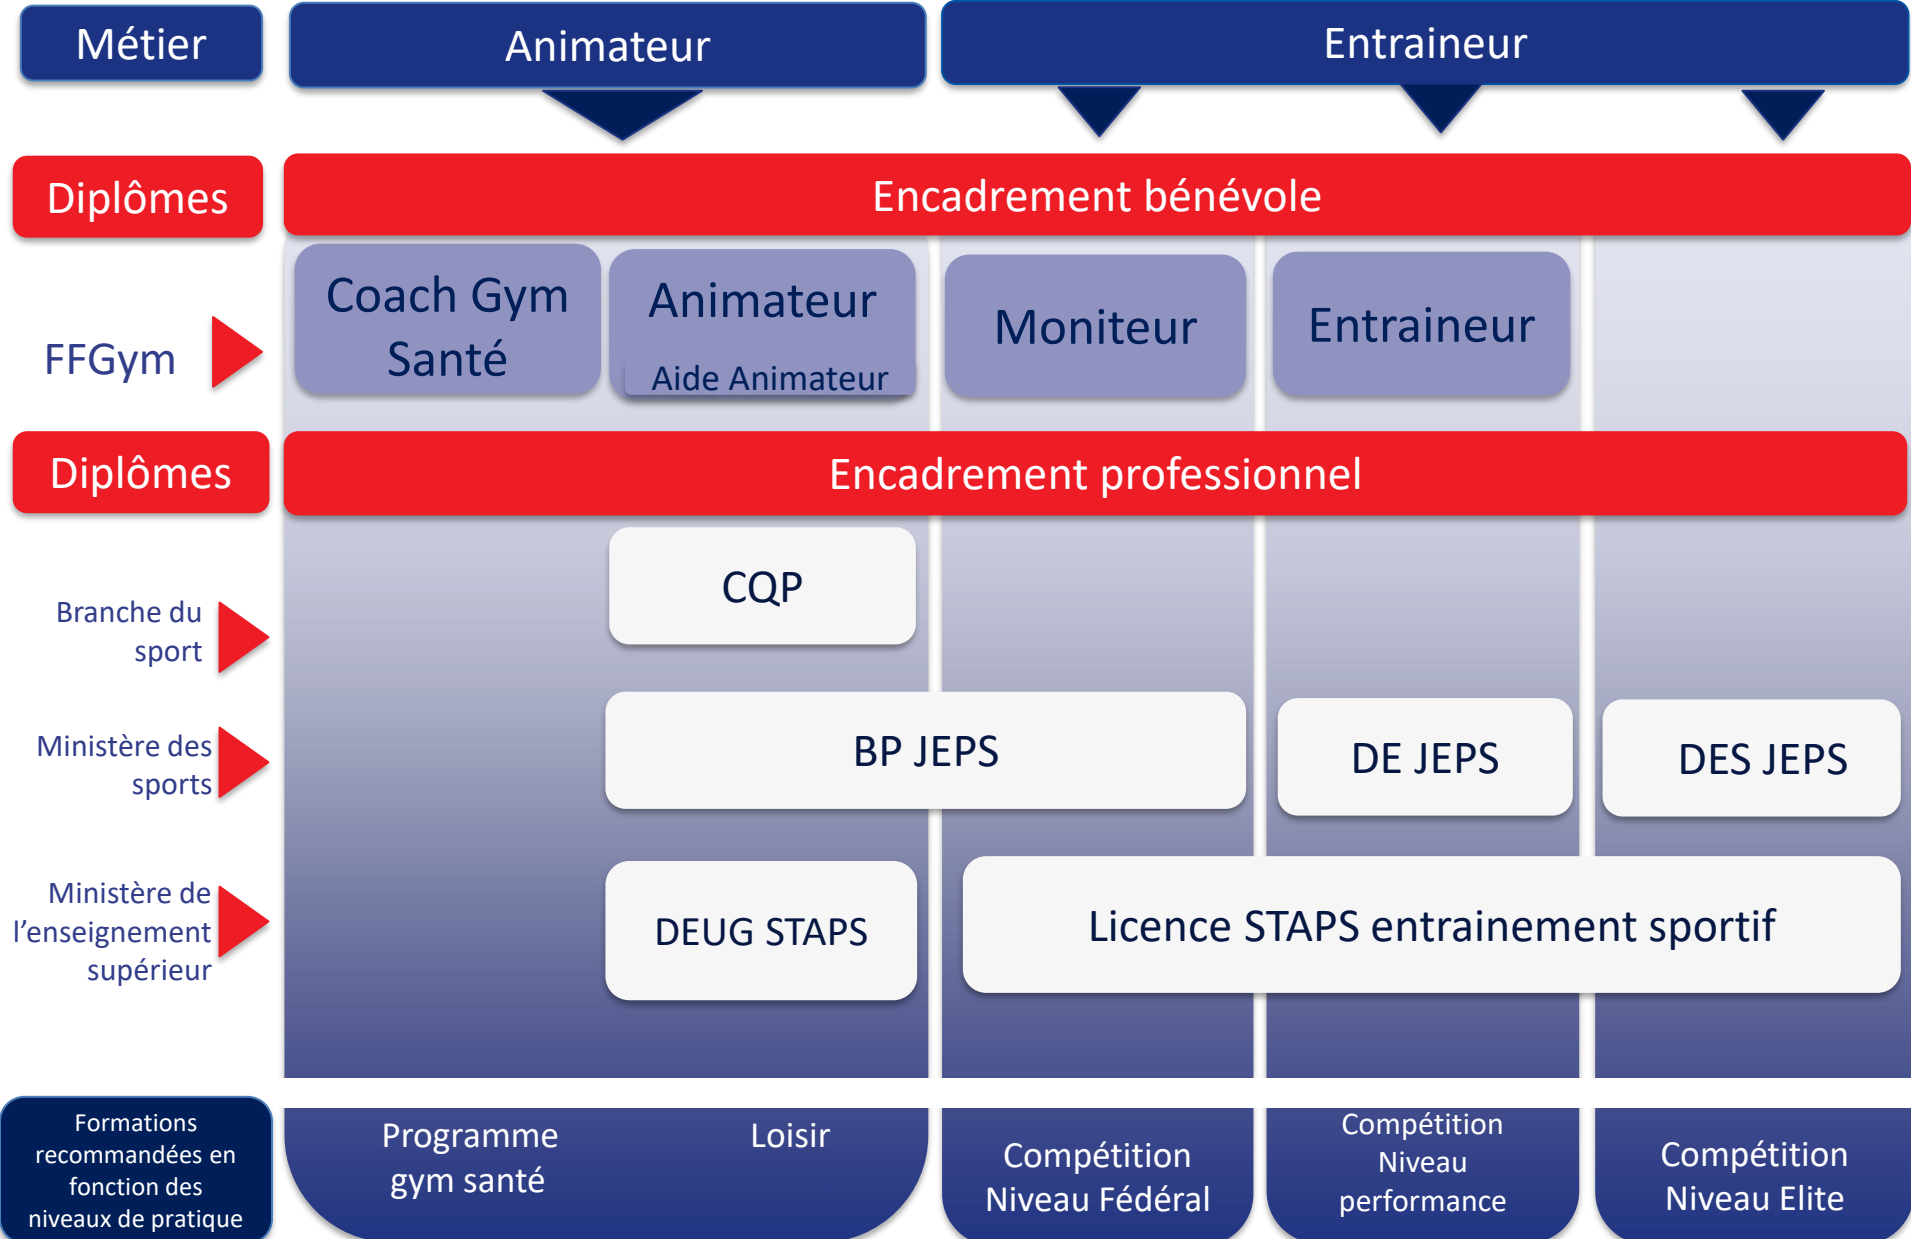 Métier
Animateur
Entraineur
Diplômes
Encadrement bénévole
FFGym
Coach Gym
Santé
Animateur
Aide Animateur
Moniteur
Entraineur
Diplômes
Encadrement professionnel
Branche du
sport
CQP
Ministère des
sports
BP JEPS
DE JEPS
DES JEPS
Ministère de
l'enseignement
supérieur
DEUG STAPS
Licence STAPS entrainement sportif
Formations
recommandées en
fonction des
niveaux de pratique
Programme
gym santé
Loisir
Compétition
Niveau Fédéral
Compétition
Niveau
performance
Compétition
Niveau Elite